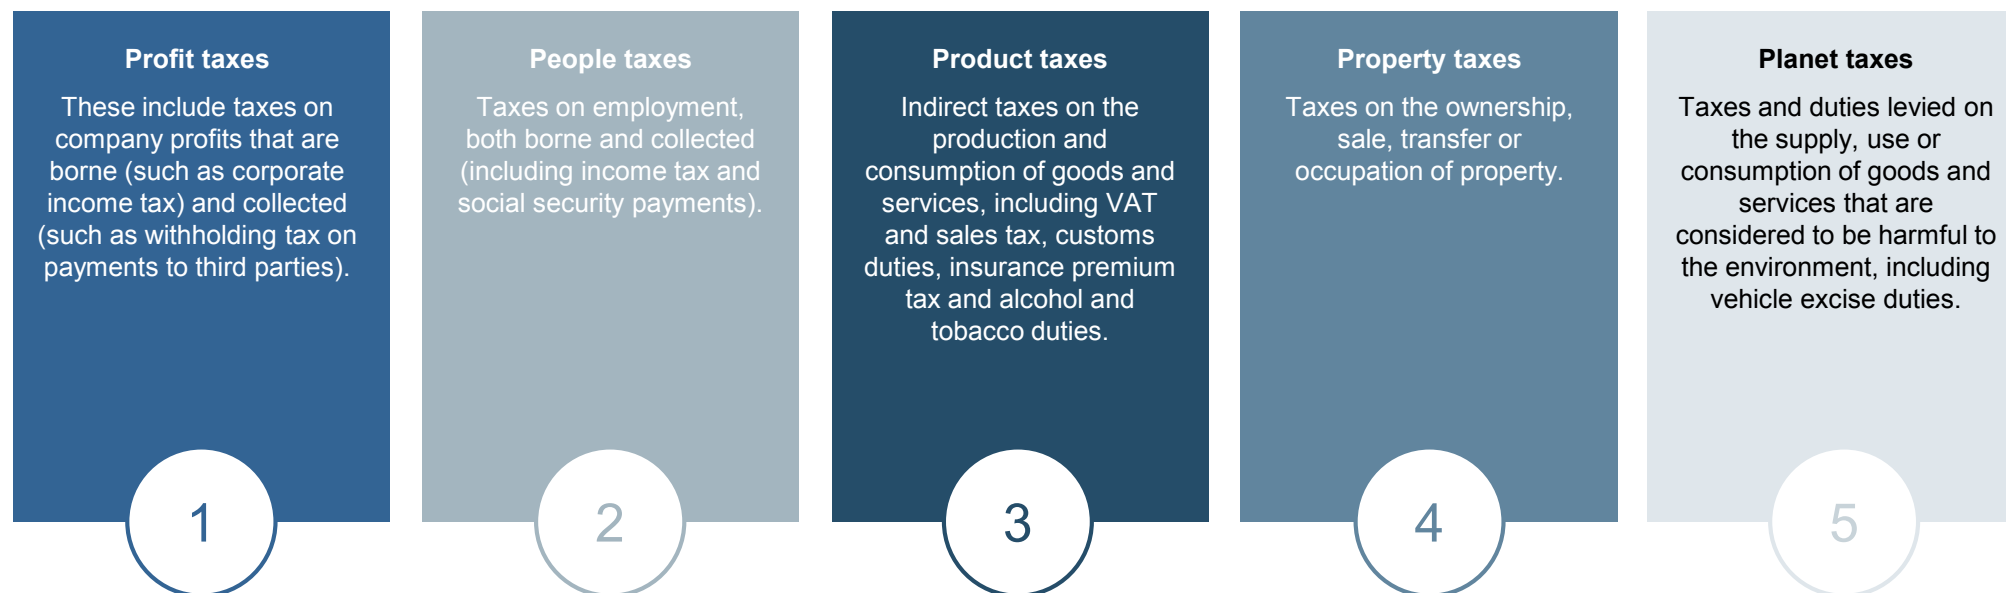 Profit taxes
These include taxes on
company profits that are
borne (such as corporate
income tax) and collected
(such as withholding tax on
payments to third parties).
1
People taxes
Taxes on employment,
both borne and collected
(including income tax and
social security payments).
2
Product taxes
Indirect taxes on the
production and
consumption of goods and
services, including VAT
and sales tax, customs
duties, insurance premium
tax and alcohol and
tobacco duties.
3
Property taxes
Taxes on the ownership,
sale, transfer or
occupation of property.
4
Planet taxes
Taxes and duties levied on
the supply, use or
consumption of goods and
services that are
considered to be harmful to
the environment, including
vehicle excise duties.
5